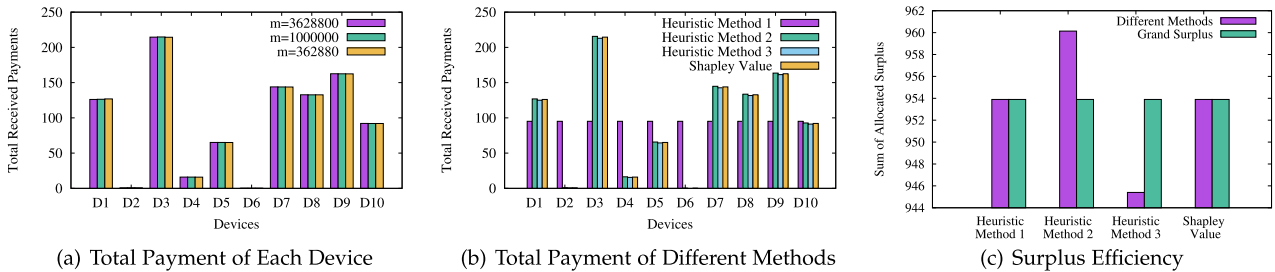 250
200
150
100
50
0
Total Received Payments
m=3628800
m=1000000
m=362880
D1 D2 D3 D4 D5 D6 D7 D8 D9 D10
Devices
(a) Total Payment of Each Device
250
200
150
100
50
0
Total Received Payments
Heuristic Method 1
Heuristic Method 2
Heuristic Method 3
Shapley Value
D1 D2 D3 D4 D5 D6 D7 D8 D9 D10
Devices
(b) Total Payment of Different Methods
962
960
958
956
954
952
950
948
946
944
Sum of Allocated Surplus
Different Methods
Grand Surplus
Heuristic Heuristic Heuristic Shapley
Method 1 Method 2 Method 3 Value
(c) Surplus Efficiency